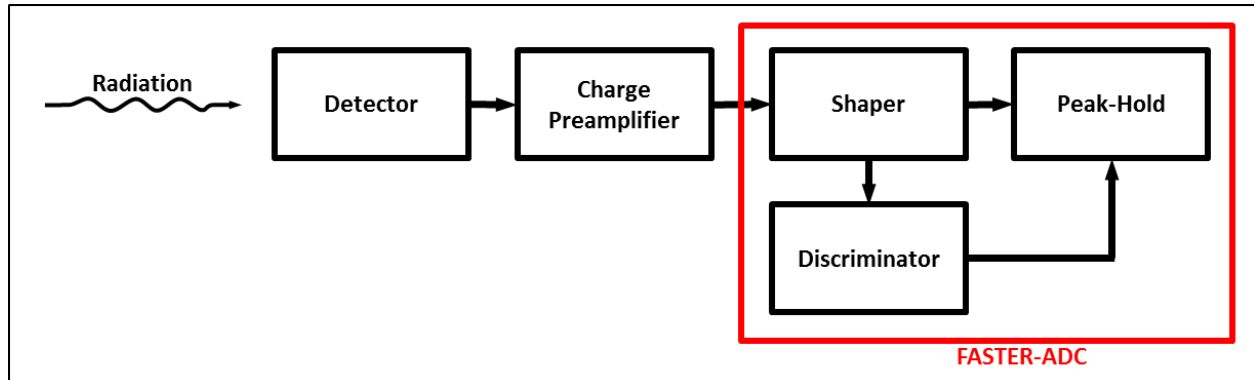 Radiation
Detector
Charge
Preamplifier
Shaper
Peak-Hold
Discriminator
FASTER-ADC